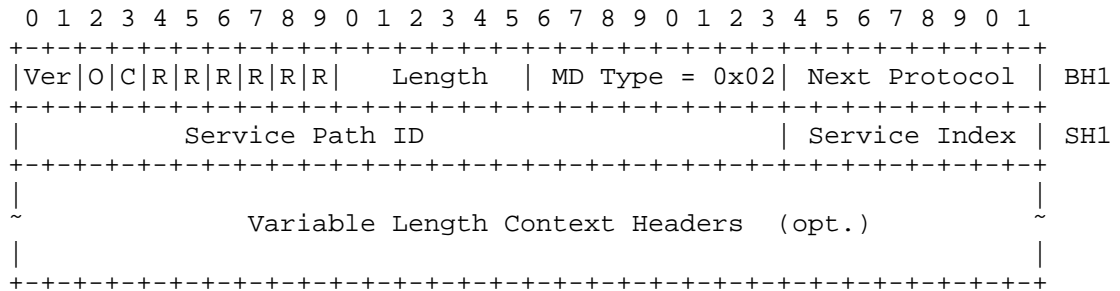 0 1 2 3 4 5 6 7 8 9 0 1 2 3 4 5 6 7 8 9 0 1 2 3 4 5 6 7 8 9 0 1
+-+-+-+-+-+-+-+-+-+-+-+-+-+-+-+-+-+-+-+-+-+-+-+-+-+-+-+-+-+-+-+-+
|Ver|O|C|R|R|R|R|R|R|   Length  | MD Type = 0x02| Next Protocol |  BH1
+-+-+-+-+-+-+-+-+-+-+-+-+-+-+-+-+-+-+-+-+-+-+-+-+-+-+-+-+-+-+-+-+
|          Service Path ID                      | Service Index |  SH1
+-+-+-+-+-+-+-+-+-+-+-+-+-+-+-+-+-+-+-+-+-+-+-+-+-+-+-+-+-+-+-+-+
|                                                               |
~              Variable Length Context Headers  (opt.)          ~
|                                                               |
+-+-+-+-+-+-+-+-+-+-+-+-+-+-+-+-+-+-+-+-+-+-+-+-+-+-+-+-+-+-+-+-+